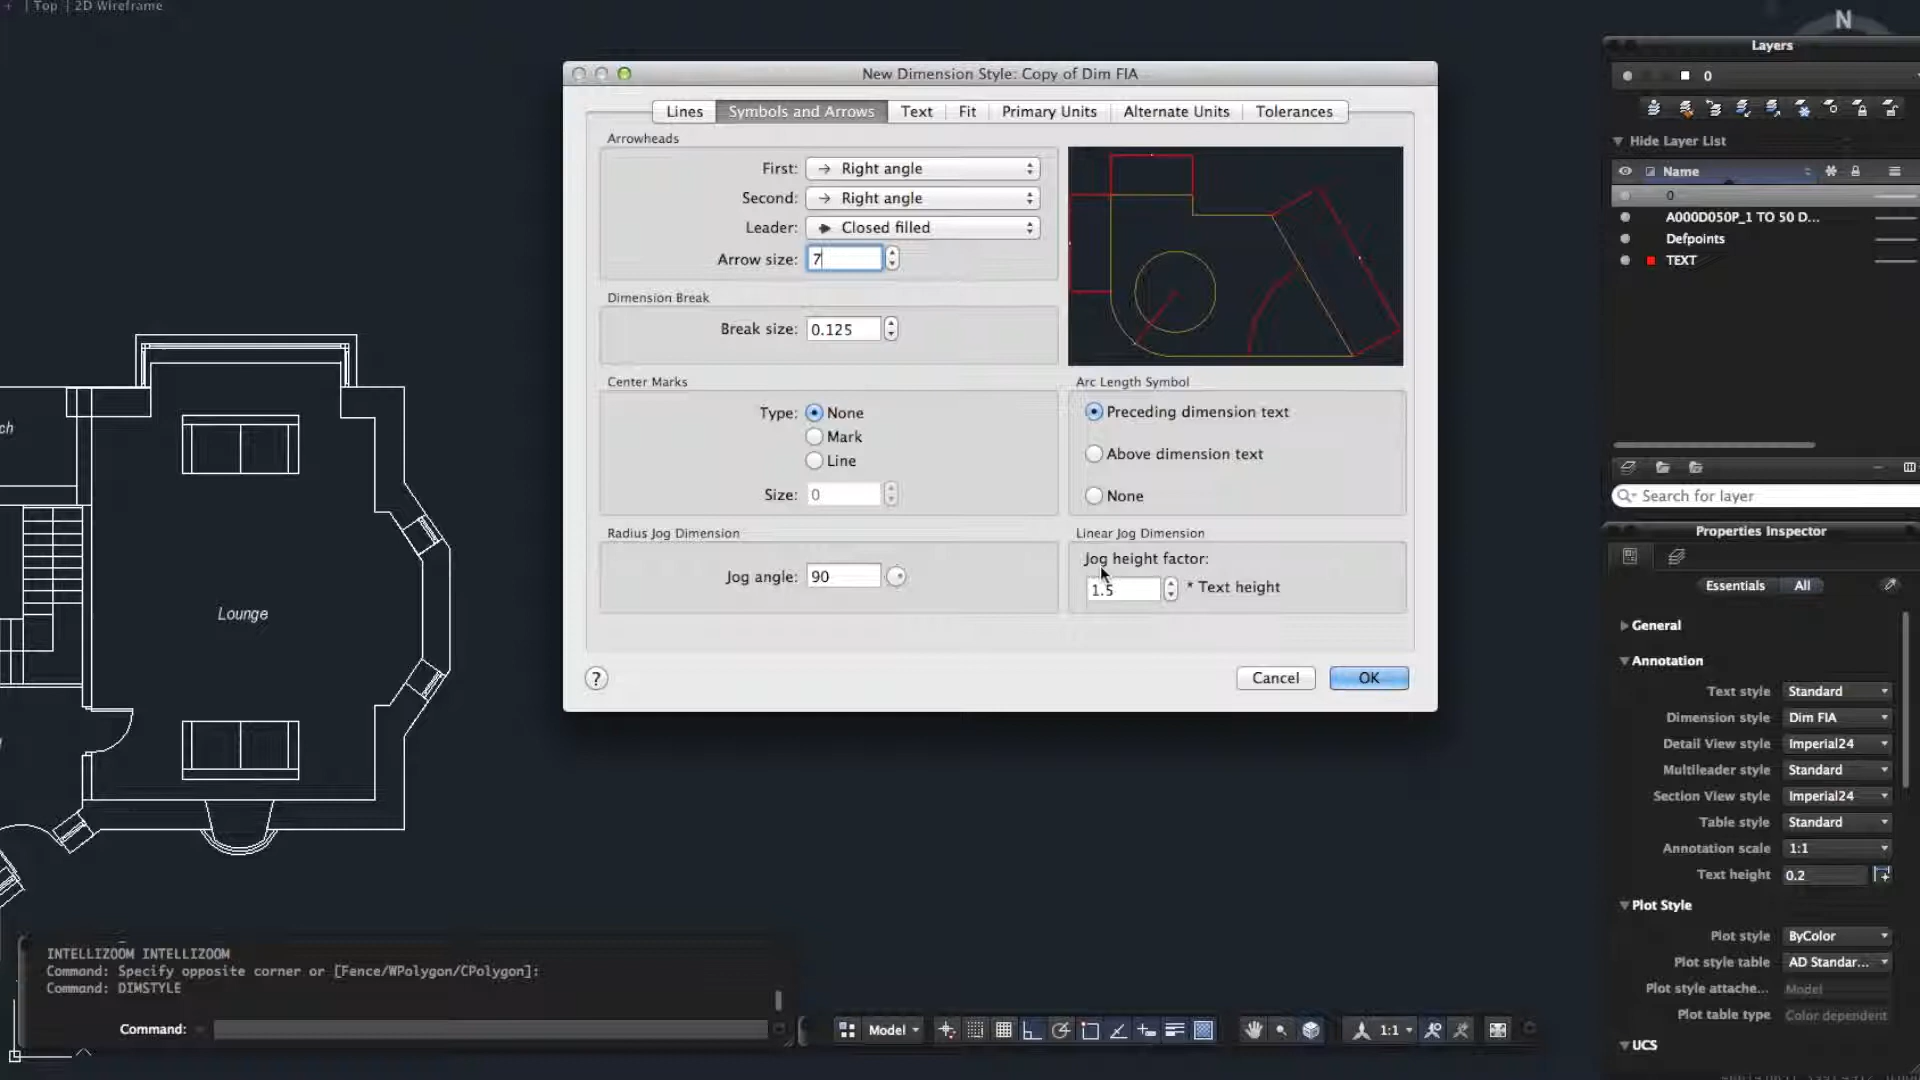 + | Top | 2D Wireframe
N
Layers
New Dimension Style: Copy of Dim FIA
0
Lines
Symbols and Arrows
Text
Fit
Primary Units
Alternate Units
Tolerances
Arrowheads
First: Right angle
Second: Right angle
Leader: Closed filled
Arrow size: 7
Dimension Break
Break size: 0.125
Center Marks
Type: None
Mark
Line
Size: 0
Arc Length Symbol
Preceding dimension text
Above dimension text
None
Radius Jog Dimension
Jog angle: 90
Linear Jog Dimension
Jog height factor:
1.5 * Text height
?
Cancel
OK
Hide Layer List
Name
0
A000D050P_1 TO 50 D...
Defpoints
TEXT
Search for layer
Properties Inspector
Essentials
All
General
Annotation
Text style Standard
Dimension style Dim FIA
Detail View style Imperial24
Multileader style Standard
Section View style Imperial24
Table style Standard
Annotation scale 1:1
Text height 0.2
Plot Style
Plot style ByColor
Plot style table AD Standar...
Plot style attache... Model
Plot table type Color dependent
UCS
ch
Lounge
INTELLIZOOM INTELLIZOOM
Command: Specify opposite corner or [Fence/WPolygon/CPolygon]:
Command: DIMSTYLE
Command:
Model
1:1